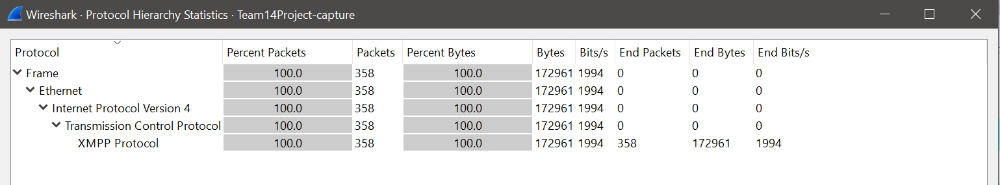 Wireshark · Protocol Hierarchy Statistics · Team14Project-capture
Protocol Percent Packets Packets Percent Bytes Bytes Bits/s End Packets End Bytes End Bits/s
Frame 100.0 358 100.0 172961 1994 0 0 0
Ethernet 100.0 358 100.0 172961 1994 0 0 0
Internet Protocol Version 4 100.0 358 100.0 172961 1994 0 0 0
Transmission Control Protocol 100.0 358 100.0 172961 1994 0 0 0
XMPP Protocol 100.0 358 100.0 172961 1994 358 172961 1994